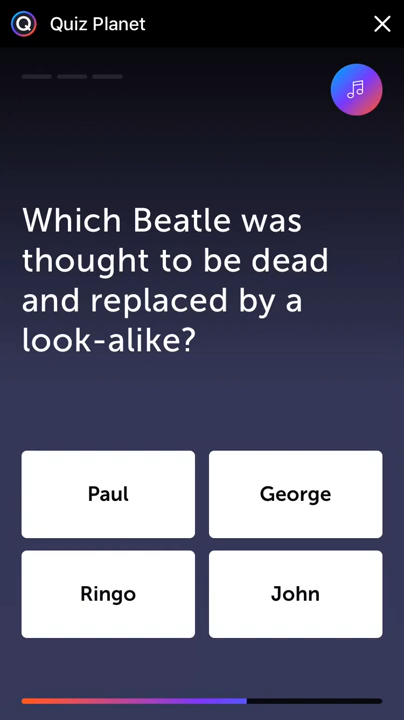 Quiz Planet
Which Beatle was
thought to be dead
and replaced by a
look-alike?
Paul
George
Ringo
John